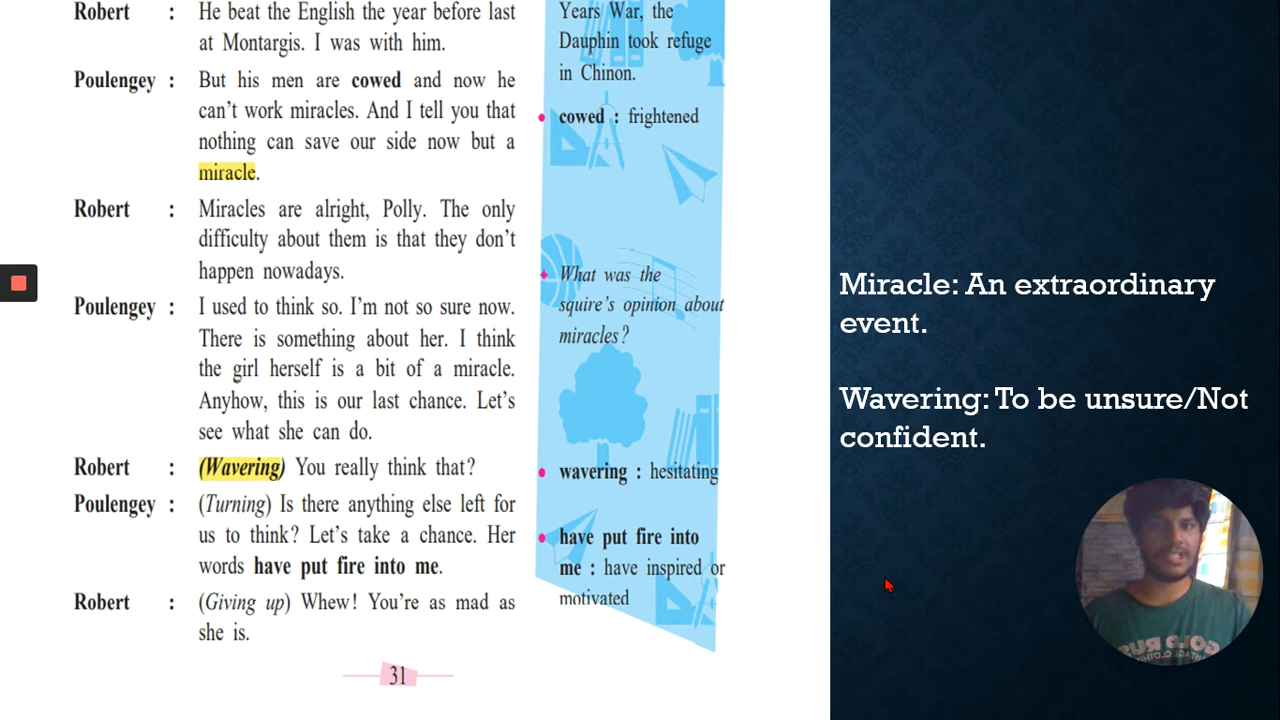 Robert : He beat the English the year before last
at Montargis. I was with him.
Poulengey : But his men are cowed and now he
can't work miracles. And I tell you that
nothing can save our side now but a
miracle.
Robert : Miracles are alright, Polly. The only
difficulty about them is that they don't
happen nowadays.
Poulengey : I used to think so. I'm not so sure now.
There is something about her. I think
the girl herself is a bit of a miracle.
Anyhow, this is our last chance. Let's
see what she can do.
Robert : (Wavering) You really think that?
Poulengey : (Turning) Is there anything else left for
us to think? Let's take a chance. Her
words have put fire into me.
Robert : (Giving up) Whew! You're as mad as
she is.
31
Years War, the
Dauphin took refuge
in Chinon.
cowed : frightened
What was the
squire's opinion about
miracles?
wavering : hesitating
have put fire into
me : have inspired or
motivated
Miracle: An extraordinary
event.
Wavering: To be unsure/Not
confident.